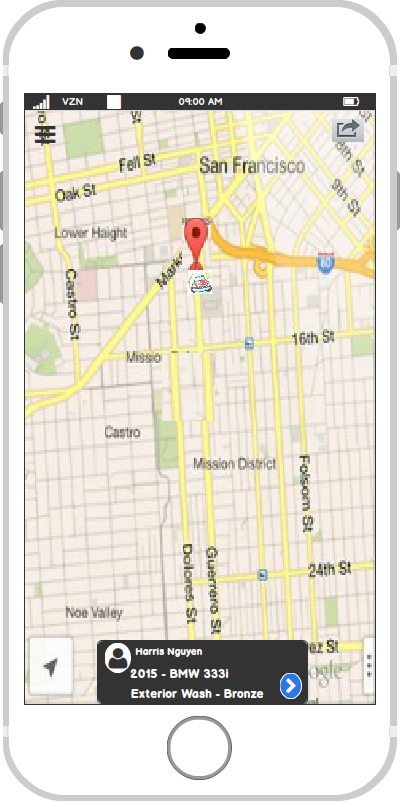 VZN 09:00 AM
Fell St
San Francisco
8th St
Oak St
9th St
Lower Haight
Market
80
Castro St
16th St
Missio
Castro
Mission District
Folsom St
24th St
Dolores St
Guerrero St
Noe Valley
ez St
ogle
Harris Nguyen
2015 - BMW 333i
Exterior Wash - Bronze